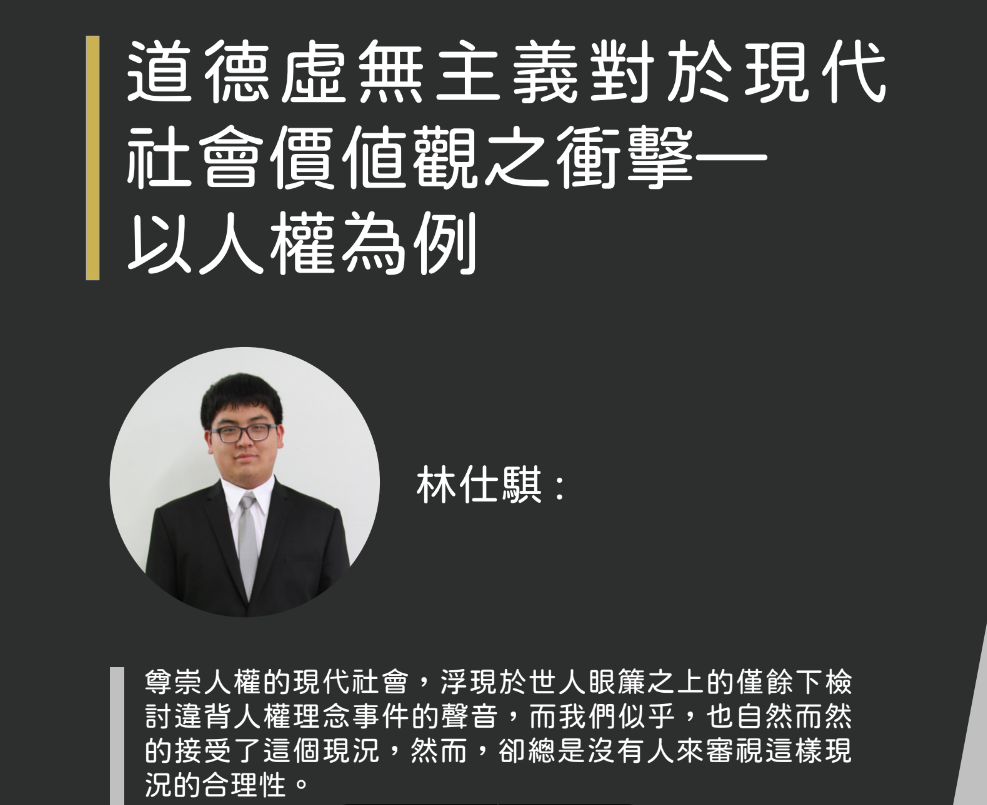 道德虛無主義對於現代
社會價值觀之衝擊—
以人權為例
林仕騏 :
尊崇人權的現代社會，浮現於世人眼簾之上的僅餘下檢
討違背人權理念事件的聲音，而我們似乎，也自然而然
的接受了這個現況，然而，卻總是沒有人來審視這樣現
況的合理性。